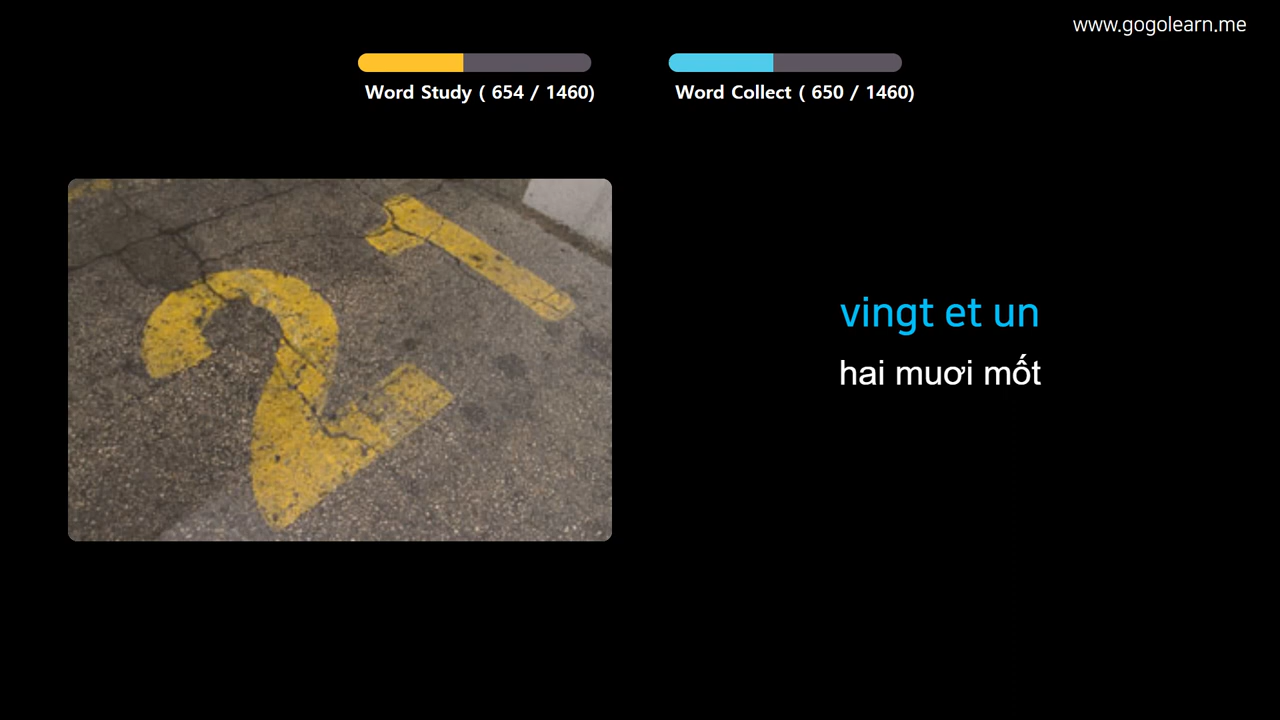 www.gogolearn.me
Word Study ( 654 / 1460)
Word Collect ( 650 / 1460)
21
vingt et un
hai mươi mốt